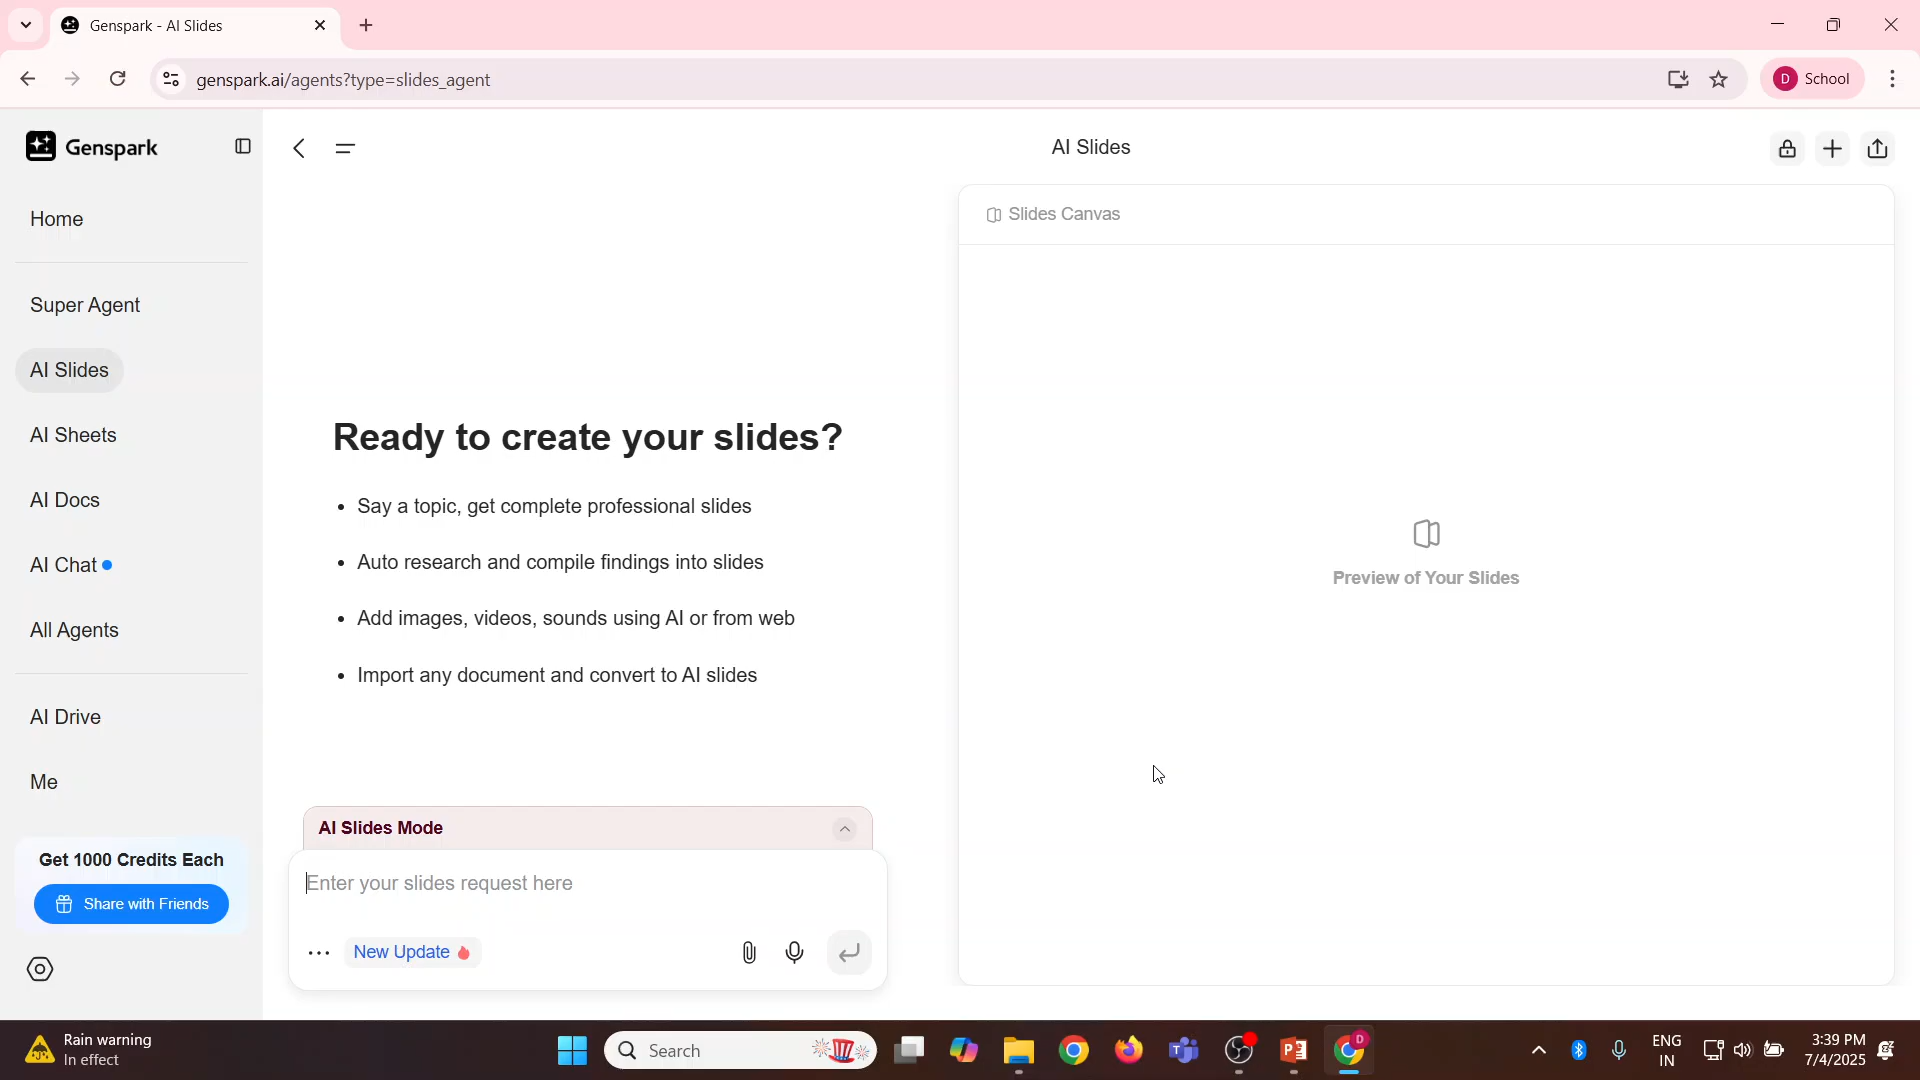 Genspark - AI Slides
genspark.ai/agents?type=slides_agent
D School
Genspark
AI Slides
Home
Super Agent
AI Slides
AI Sheets
AI Docs
AI Chat
All Agents
AI Drive
Me
Get 1000 Credits Each
Share with Friends
Ready to create your slides?
• Say a topic, get complete professional slides
• Auto research and compile findings into slides
• Add images, videos, sounds using AI or from web
• Import any document and convert to AI slides
AI Slides Mode
Enter your slides request here
New Update
Slides Canvas
Preview of Your Slides
Rain warning
In effect
Search
D
ENG
IN
3:39 PM
7/4/2025